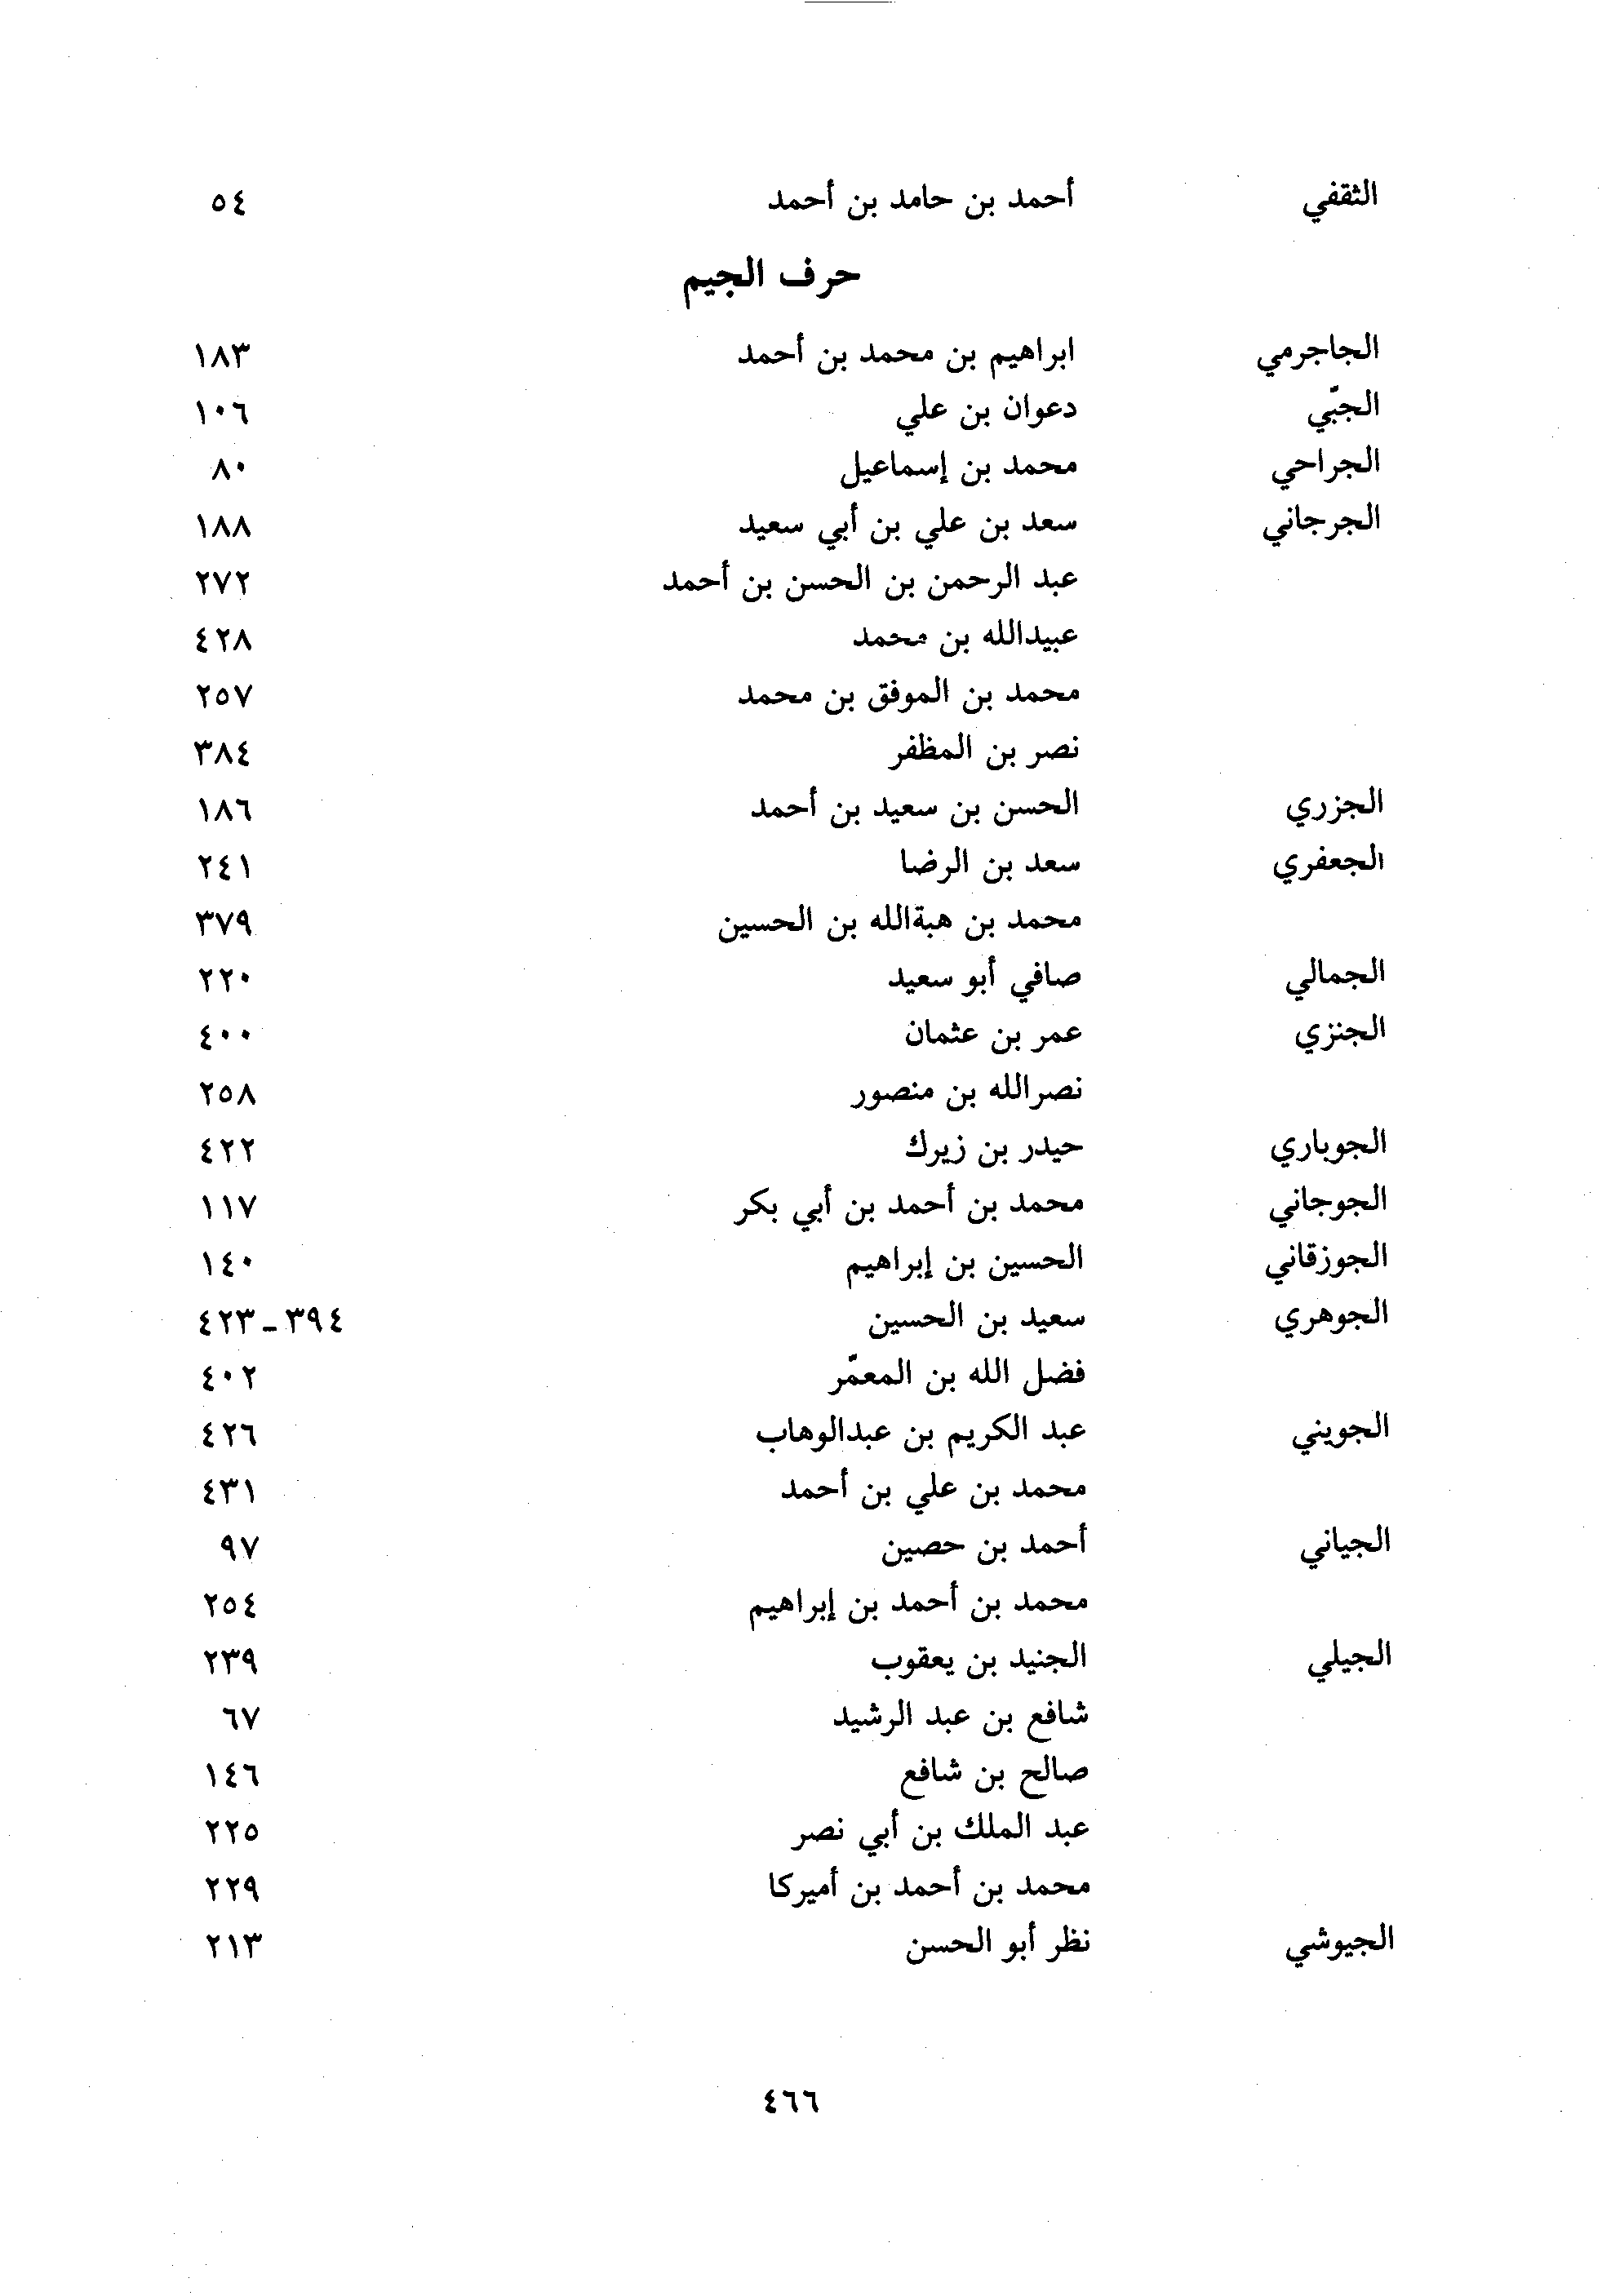 الثقفي أحمد بن حامد بن أحمد ٥٤
حرف الجيم
الجاجرمي ابراهيم بن محمد بن أحمد ١٨٣
الجبّي دعوان بن علي ١٠٦
الجراحي محمد بن إسماعيل ٨٠
الجرجاني سعد بن علي بن أبي سعيد ١٨٨
عبد الرحمن بن الحسن بن أحمد ٢٧٢
عبيدالله بن محمد ٤٢٨
محمد بن الموفق بن محمد ٢٥٧
نصر بن المظفر ٣٨٤
الجزري الحسن بن سعيد بن أحمد ١٨٦
الجعفري سعد بن الرضا ٢٤١
محمد بن هبةالله بن الحسين ٣٧٩
الجمالي صافي أبو سعيد ٢٢٠
الجنزي عمر بن عثمان ٤٠٠
نصرالله بن منصور ٢٥٨
الجوباري حيدر بن زيرك ٤٢٢
الجوجاني محمد بن أحمد بن أبي بكر ١١٧
الجوزقاني الحسين بن إبراهيم ١٤٠
الجوهري سعيد بن الحسين ٣٩٤ - ٤٢٣
فضل الله بن المعمّر ٤٠٢
الجويني عبد الكريم بن عبدالوهاب ٤٢٦
محمد بن علي بن أحمد ٤٣١
الجياني أحمد بن حصين ٩٧
محمد بن أحمد بن إبراهيم ٢٥٤
الجيلي الجنيد بن يعقوب ٢٣٩
شافع بن عبد الرشيد ٦٧
صالح بن شافع ١٤٦
عبد الملك بن أبي نصر ٢٢٥
محمد بن أحمد بن أميركا ٢٢٩
الجيوشي نظر أبو الحسن ٢١٣
٤٦٦